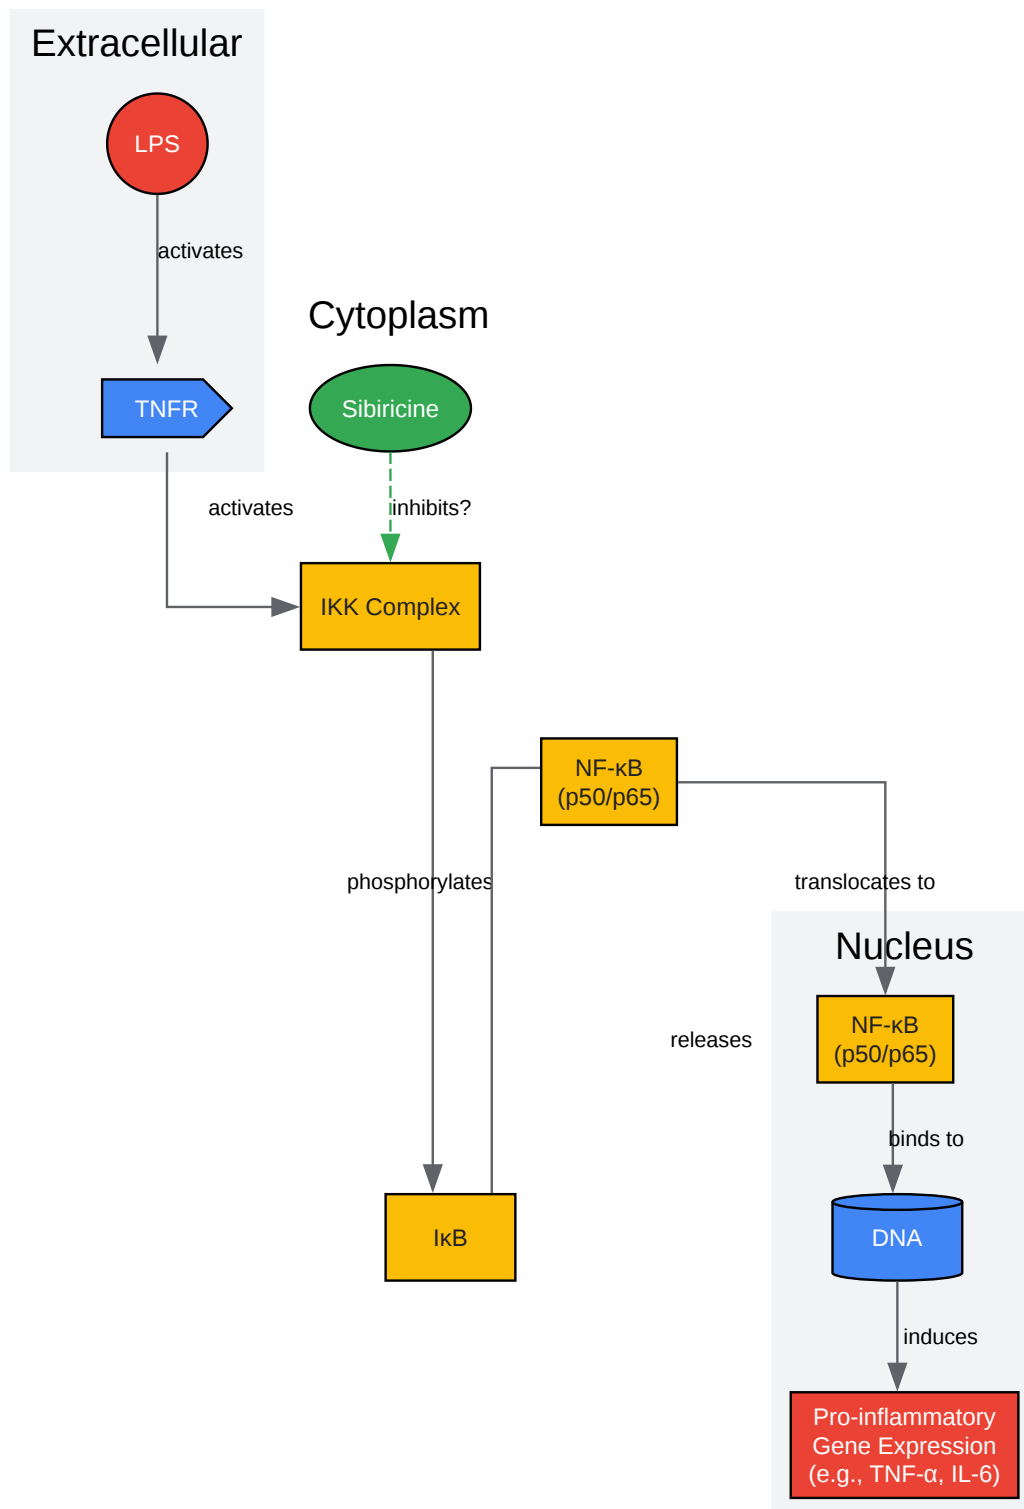 Extracellular
LPS
activates
Cytoplasm
TNFR
Sibiricine
activates
inhibits?
IKK Complex
NF-κB
(p50/p65)
phosphorylates
translocates to
Nucleus
NF-κB
(p50/p65)
releases
binds to
IκB
DNA
induces
Pro-inflammatory
Gene Expression
(e.g., TNF-α, IL-6)